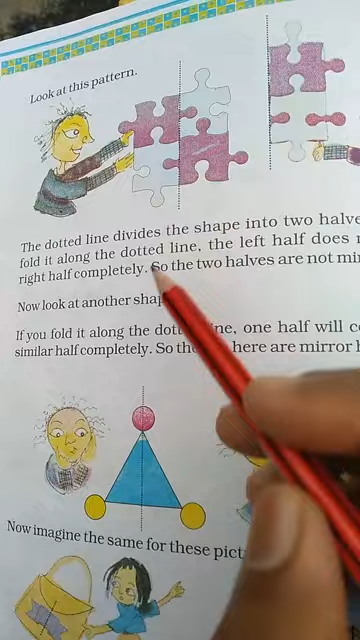 Look at this pattern.
The dotted line divides the shape into two halve
fold it along the dotted line, the left half does
right half completely. So the two halves are not mi
Now look at another shap
If you fold it along the dott ne, one half will c
similar half completely. So the here are mirror h
Now imagine the same for these pict